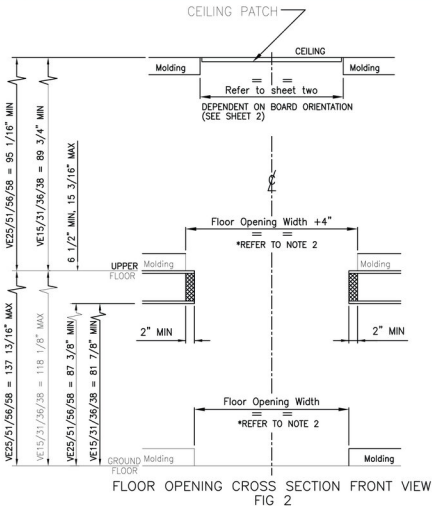 CEILING PATCH
CEILING
Molding
Molding
= =
Refer to sheet two
DEPENDENT ON BOARD ORIENTATION
(SEE SHEET 2)
VE25/51/56/58 = 95 1/16" MIN
VE15/31/36/38 = 89 3/4" MIN
6 1/2" MIN, 15 3/16" MAX
℄
Floor Opening Width +4"
= =
*REFER TO NOTE 2
UPPER
FLOOR
Molding
Molding
2" MIN
2" MIN
VE25/51/56/58 = 137 13/16" MAX
VE15/31/36/38 = 118 1/8" MAX
VE25/51/56/58 = 87 3/8" MIN
VE15/31/36/38 = 81 7/8" MIN
Floor Opening Width
= =
*REFER TO NOTE 2
GROUND
FLOOR
Molding
Molding
FLOOR OPENING CROSS SECTION FRONT VIEW
FIG 2